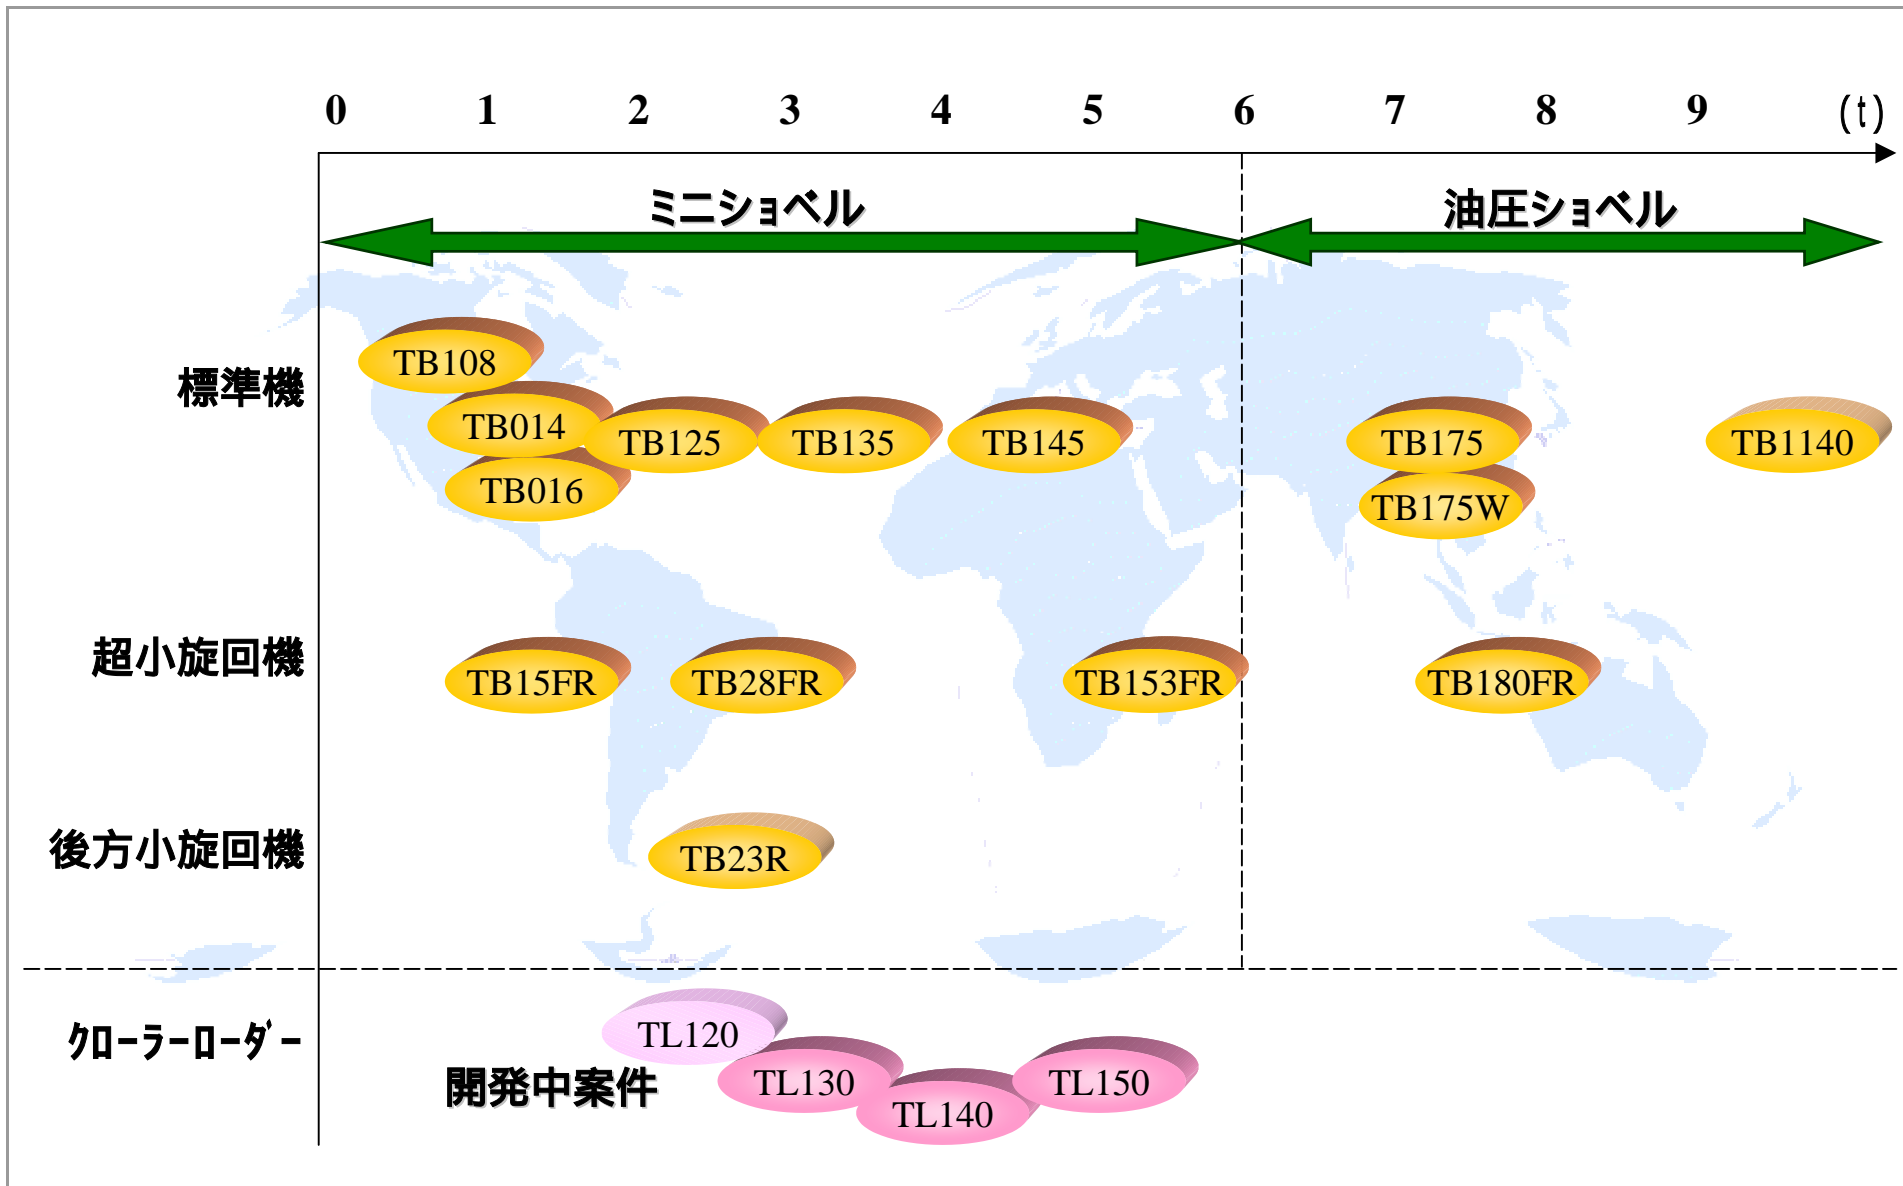 0 1 2 3 4 5 6 7 8 9 (t)
ミニショベル 油圧ショベル
標準機
TB108
TB014
TB016
TB125 TB135 TB145 TB175 TB1140
TB175W
超小旋回機
TB15FR TB28FR TB153FR TB180FR
後方小旋回機
TB23R
クローラーローダー
TL120
開発中案件
TL130
TL140
TL150